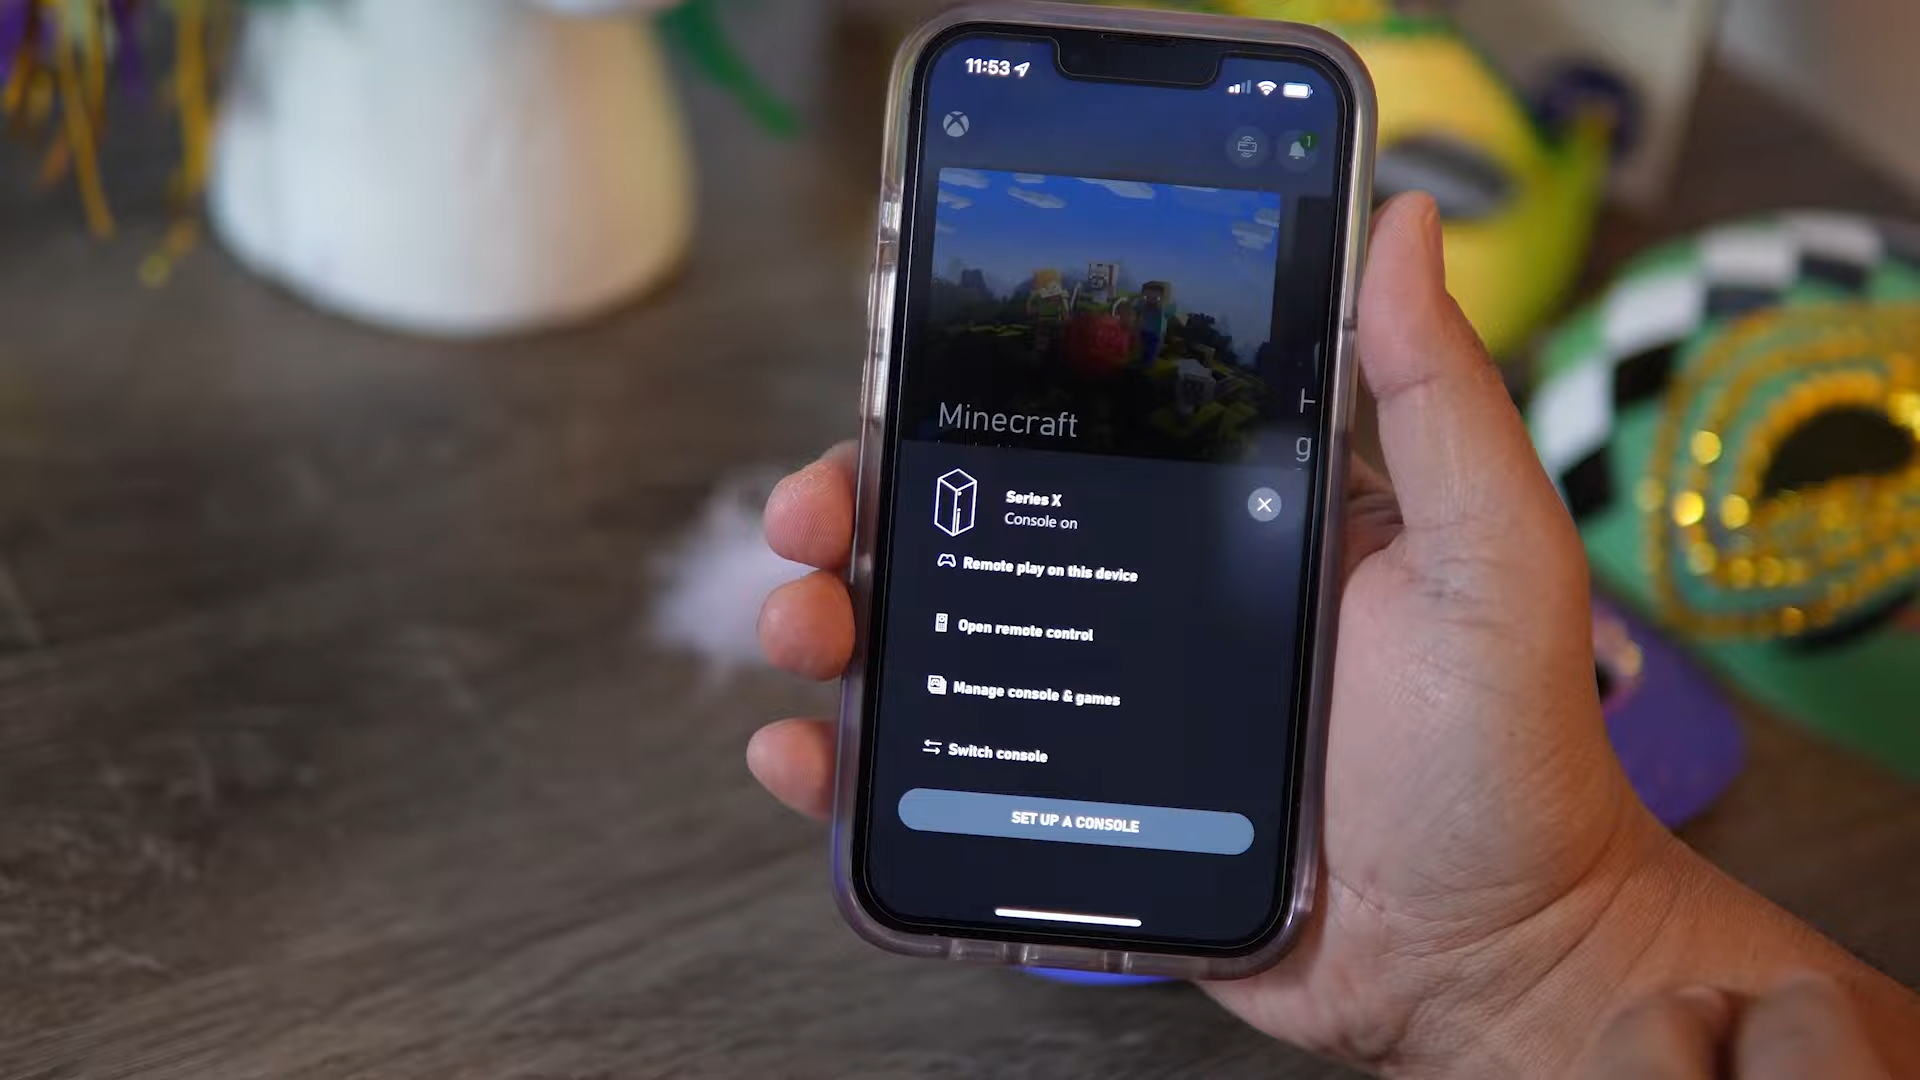 11:53
1
Minecraft
H
g
Series X
Console on
Remote play on this device
Open remote control
Manage console & games
Switch console
SET UP A CONSOLE